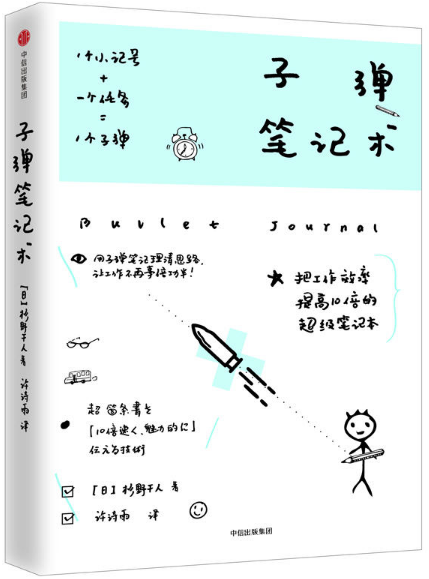 中信出版集团
子弹笔记术
[日]杉野干人 著
许诗雨 译
1个小记号
+
一个任务
=
1个子弹
子弹
笔记术
Bullet Journal
用子弹笔记理清思路,
让工作不再事倍功半!
把工作效率
提高10倍的
超级笔记本
超 箇条書き
「10倍速く、魅力的に」
伝える技術
[日]杉野干人 著
许诗雨 译
中信出版集团